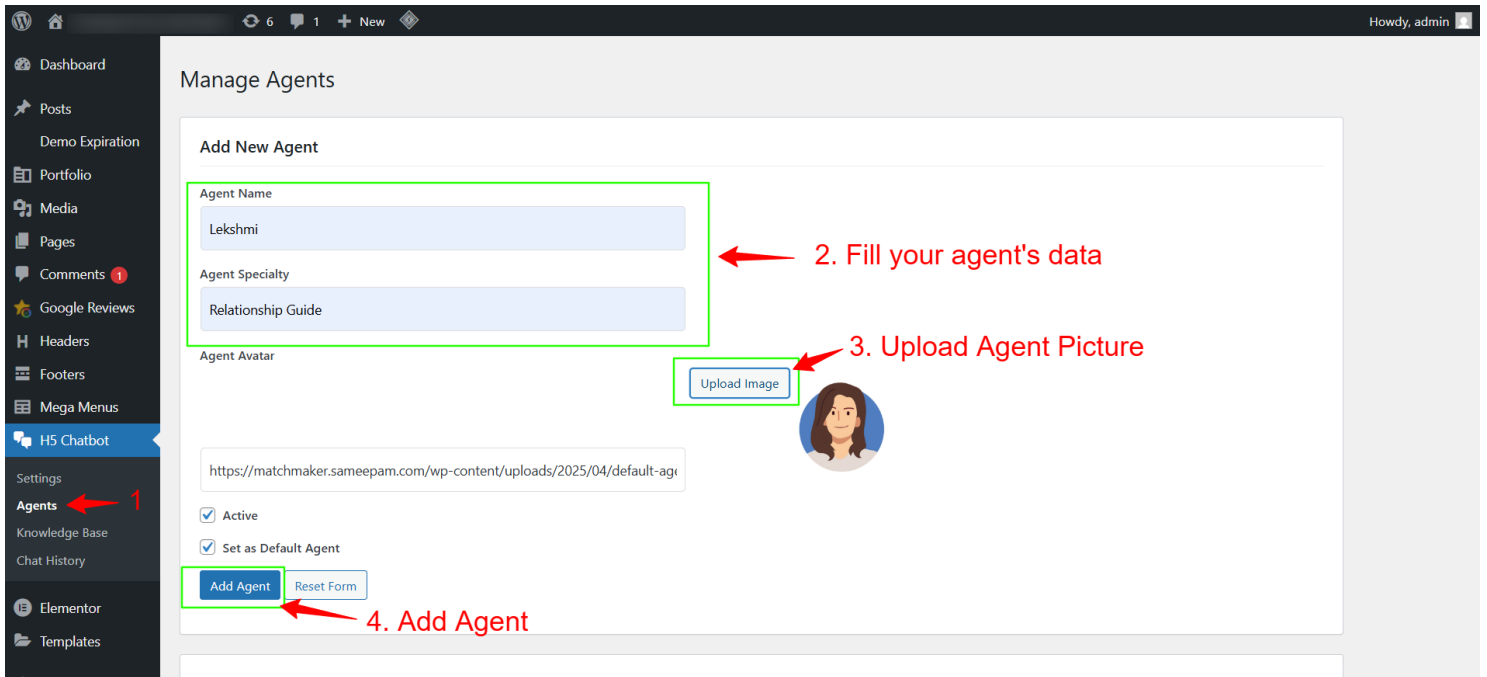 6 1 New Howdy, admin
Dashboard
Posts
Demo Expiration
Portfolio
Media
Pages
Comments 1
Google Reviews
H Headers
Footers
Mega Menus
H5 Chatbot
Settings
Agents 1
Knowledge Base
Chat History
Elementor
Templates
Manage Agents
Add New Agent
Agent Name
Lekshmi
Agent Specialty
Relationship Guide
2. Fill your agent's data
Agent Avatar
Upload Image
3. Upload Agent Picture
https://matchmaker.sameepam.com/wp-content/uploads/2025/04/default-age
Active
Set as Default Agent
Add Agent Reset Form
4. Add Agent